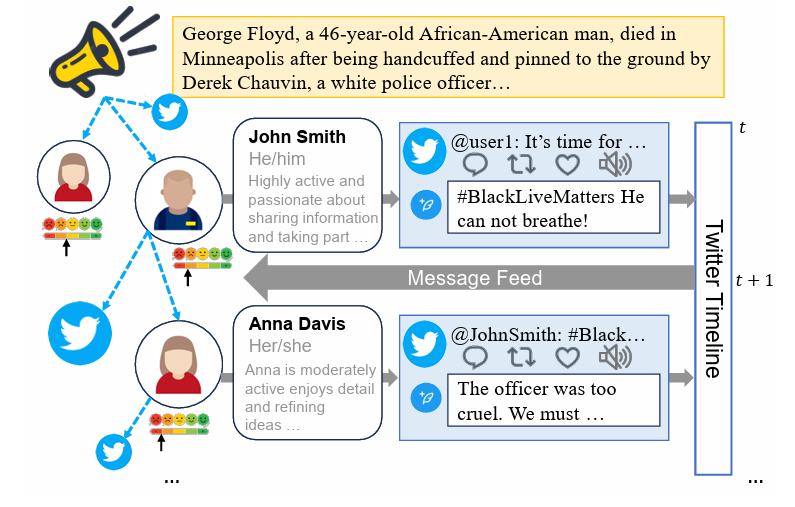 George Floyd, a 46-year-old African-American man, died in
Minneapolis after being handcuffed and pinned to the ground by
Derek Chauvin, a white police officer…
John Smith
He/him
Highly active and
passionate about
sharing information
and taking part …
@user1: It's time for …
#BlackLiveMatters He
can not breathe!
t
Twitter Timeline
Message Feed
t + 1
Anna Davis
Her/she
Anna is moderately
active enjoys detail
and refining
ideas …
@JohnSmith: #Black…
The officer was too
cruel. We must …
...
...